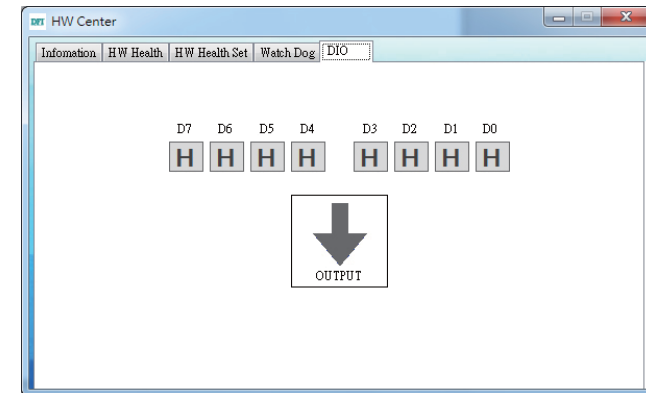 DFI HW Center
Infomation HW Health HW Health Set Watch Dog DIO
D7 D6 D5 D4 D3 D2 D1 D0
H H H H H H H H
OUTPUT